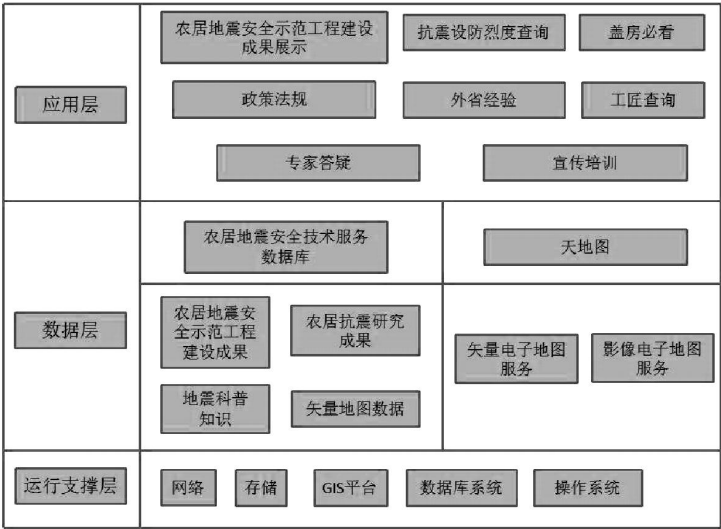 农居地震安全示范工程建设
成果展示
抗震设防烈度查询
盖房必看
应用层
政策法规
外省经验
工匠查询
专家答疑
宣传培训
农居地震安全技术服务
数据库
天地图
数据层
农居地震安
全示范工程
建设成果
农居抗震研究
成果
矢量电子地图
服务
影像电子地图
服务
地震科普
知识
矢量地图数据
运行支撑层
网络
存储
GIS平台
数据库系统
操作系统